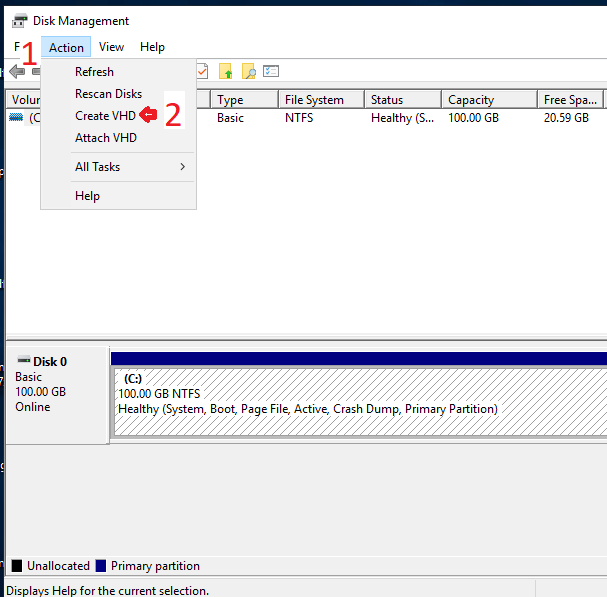 Disk Management
F 1 Action View Help
Refresh
Rescan Disks
Create VHD 2
Attach VHD
All Tasks
Help
Volur Type File System Status Capacity Free Spa...
(C Basic NTFS Healthy (S... 100.00 GB 20.59 GB
Disk 0
Basic
100.00 GB
Online
(C:)
100.00 GB NTFS
Healthy (System, Boot, Page File, Active, Crash Dump, Primary Partition)
Unallocated Primary partition
Displays Help for the current selection.